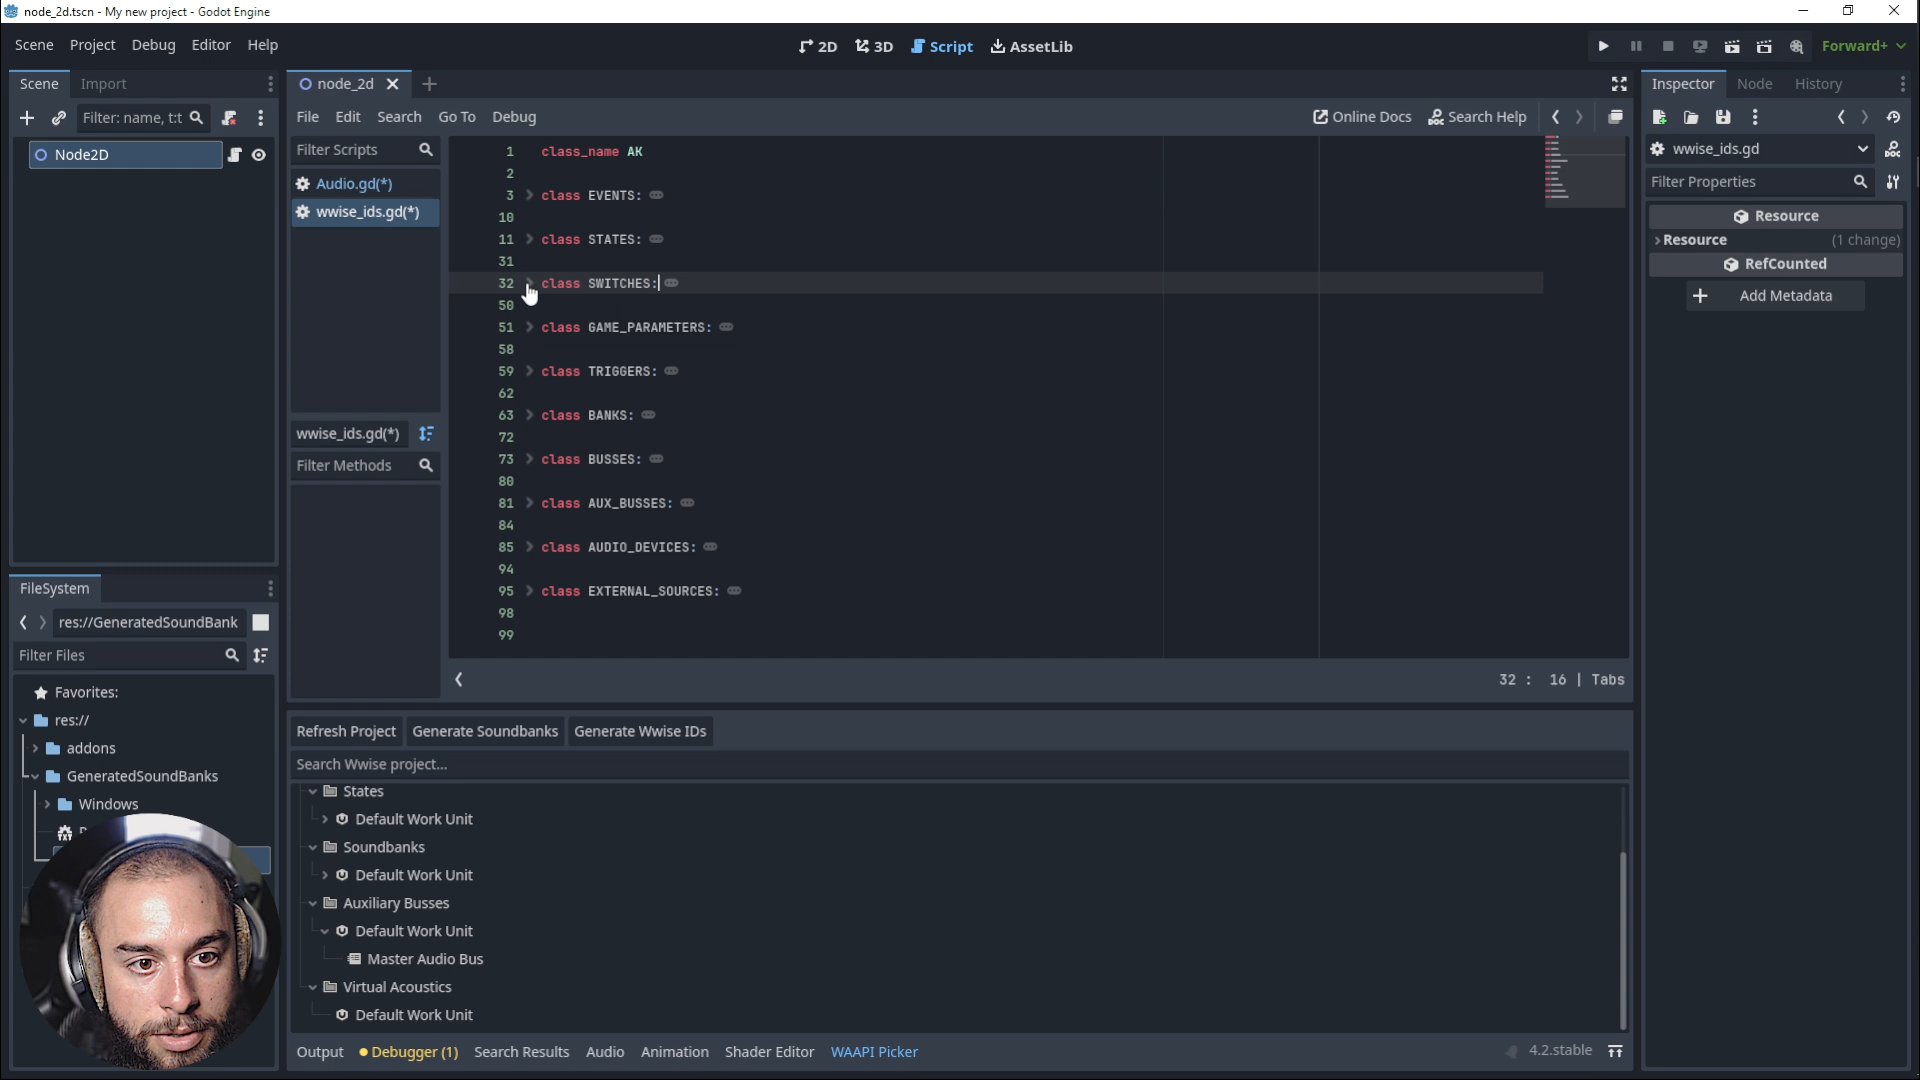 node_2d.tscn - My new project - Godot Engine
Scene Project Debug Editor Help
2D 3D Script AssetLib
Forward+
Scene Import
Filter: name, t:t
Node2D
node_2d
File Edit Search Go To Debug
Online Docs Search Help
Filter Scripts
Audio.gd(*)
wwise_ids.gd(*)
wwise_ids.gd(*)
Filter Methods
1 class_name AK
2
3 class EVENTS:
10
11 class STATES:
31
32 class SWITCHES:
50
51 class GAME_PARAMETERS:
58
59 class TRIGGERS:
62
63 class BANKS:
72
73 class BUSSES:
80
81 class AUX_BUSSES:
84
85 class AUDIO_DEVICES:
94
95 class EXTERNAL_SOURCES:
98
99
32 : 16 | Tabs
Inspector Node History
wwise_ids.gd
Filter Properties
Resource
Resource (1 change)
RefCounted
Add Metadata
FileSystem
res://GeneratedSoundBank
Filter Files
Favorites:
res://
addons
GeneratedSoundBanks
Windows
Refresh Project Generate Soundbanks Generate Wwise IDs
Search Wwise project...
States
Default Work Unit
Soundbanks
Default Work Unit
Auxiliary Busses
Default Work Unit
Master Audio Bus
Virtual Acoustics
Default Work Unit
Output Debugger (1) Search Results Audio Animation Shader Editor WAAPI Picker
4.2.stable